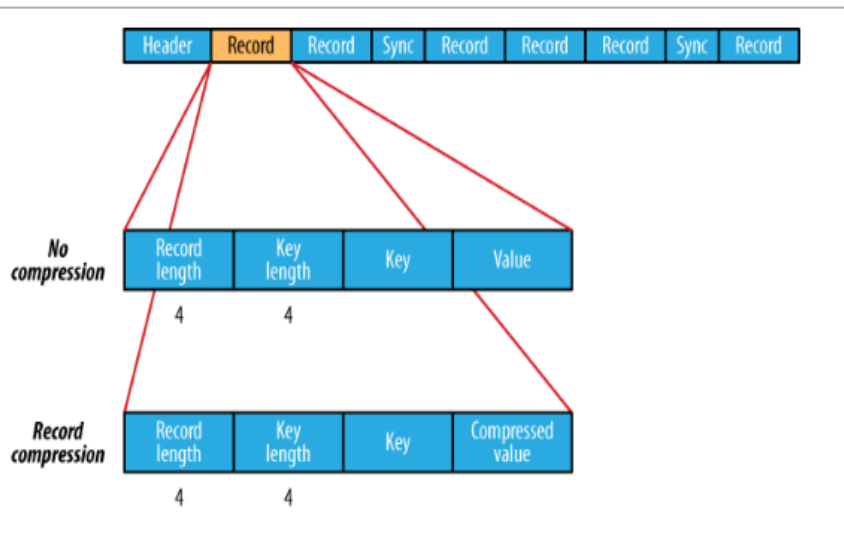 Header Record Record Sync Record Record Record Sync Record
No
compression
Record
length
Key
length
Key
Value
4 4
Record
compression
Record
length
Key
length
Key
Compressed
value
4 4